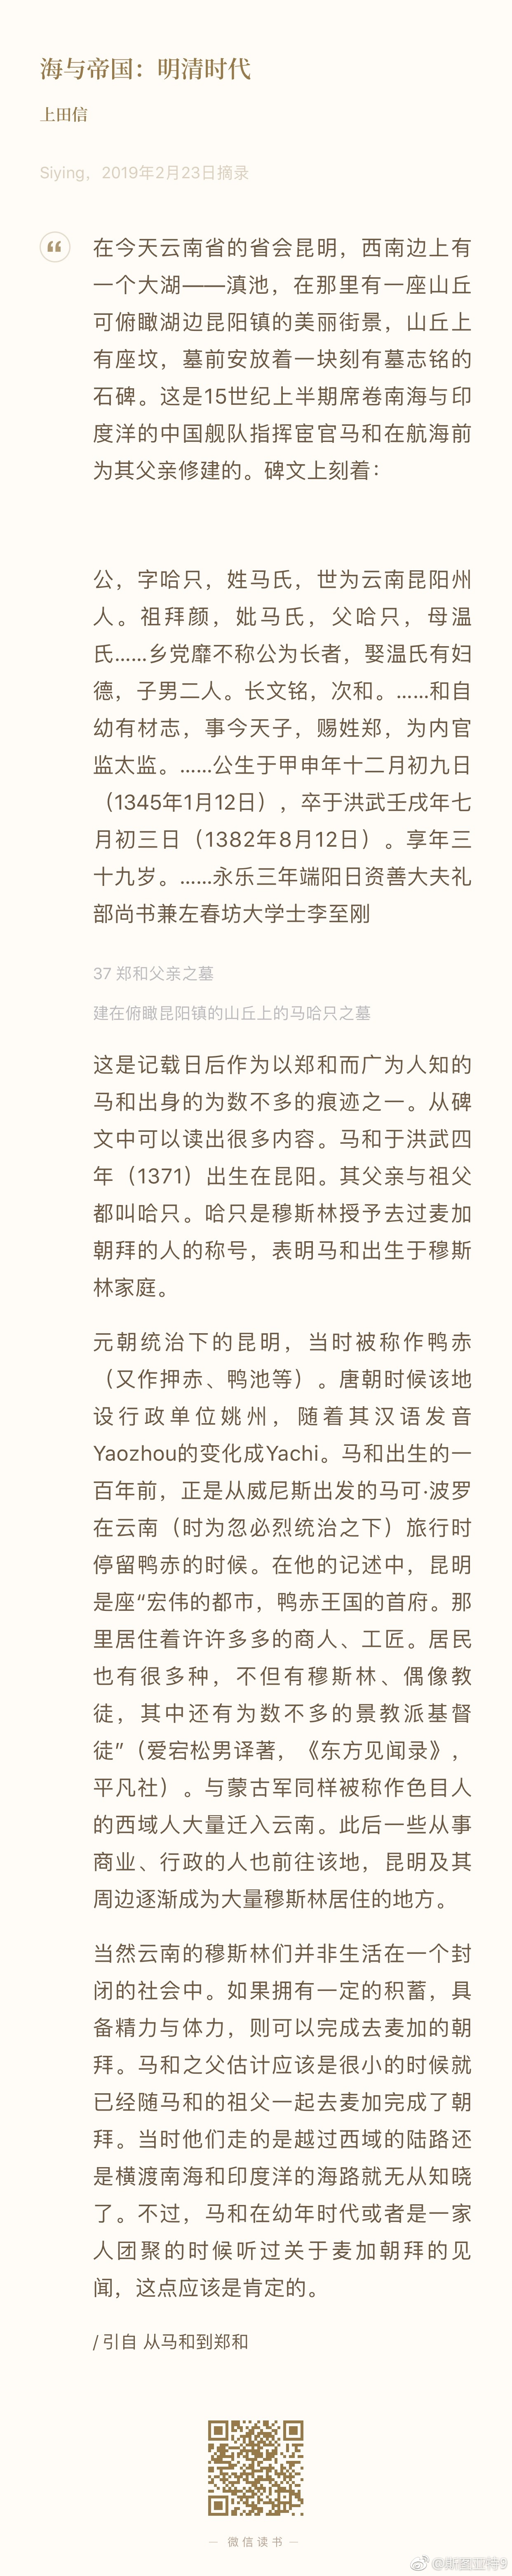 海与帝国：明清时代
上田信
Siying，2019年2月23日摘录
在今天云南省的省会昆明，西南边上有
一个大湖——滇池，在那里有一座山丘
可俯瞰湖边昆阳镇的美丽街景，山丘上
有座坟，墓前安放着一块刻有墓志铭的
石碑。这是15世纪上半期席卷南海与印
度洋的中国舰队指挥宦官马和在航海前
为其父亲修建的。碑文上刻着：
公，字哈只，姓马氏，世为云南昆阳州
人。祖拜颜，妣马氏，父哈只，母温
氏……乡党靡不称公为长者，娶温氏有妇
德，子男二人。长文铭，次和。……和自
幼有材志，事今天子，赐姓郑，为内官
监太监。……公生于甲申年十二月初九日
（1345年1月12日），卒于洪武壬戌年七
月初三日（1382年8月12日）。享年三
十九岁。……永乐三年端阳日资善大夫礼
部尚书兼左春坊大学士李至刚
37 郑和父亲之墓
建在俯瞰昆阳镇的山丘上的马哈只之墓
这是记载日后作为以郑和而广为人知的
马和出身的为数不多的痕迹之一。从碑
文中可以读出很多内容。马和于洪武四
年（1371）出生在昆阳。其父亲与祖父
都叫哈只。哈只是穆斯林授予去过麦加
朝拜的人的称号，表明马和出生于穆斯
林家庭。
元朝统治下的昆明，当时被称作鸭赤
（又作押赤、鸭池等）。唐朝时候该地
设行政单位姚州，随着其汉语发音
Yaozhou的变化成Yachi。马和出生的一
百年前，正是从威尼斯出发的马可·波罗
在云南（时为忽必烈统治之下）旅行时
停留鸭赤的时候。在他的记述中，昆明
是座“宏伟的都市，鸭赤王国的首府。那
里居住着许许多多的商人、工匠。居民
也有很多种，不但有穆斯林、偶像教
徒，其中还有为数不多的景教派基督
徒”（爱宕松男译著，《东方见闻录》，
平凡社）。与蒙古军同样被称作色目人
的西域人大量迁入云南。此后一些从事
商业、行政的人也前往该地，昆明及其
周边逐渐成为大量穆斯林居住的地方。
当然云南的穆斯林们并非生活在一个封
闭的社会中。如果拥有一定的积蓄，具
备精力与体力，则可以完成去麦加的朝
拜。马和之父估计应该是很小的时候就
已经随马和的祖父一起去麦加完成了朝
拜。当时他们走的是越过西域的陆路还
是横渡南海和印度洋的海路就无从知晓
了。不过，马和在幼年时代或者是一家
人团聚的时候听过关于麦加朝拜的见
闻，这点应该是肯定的。
/ 引自 从马和到郑和
— 微信读书 —